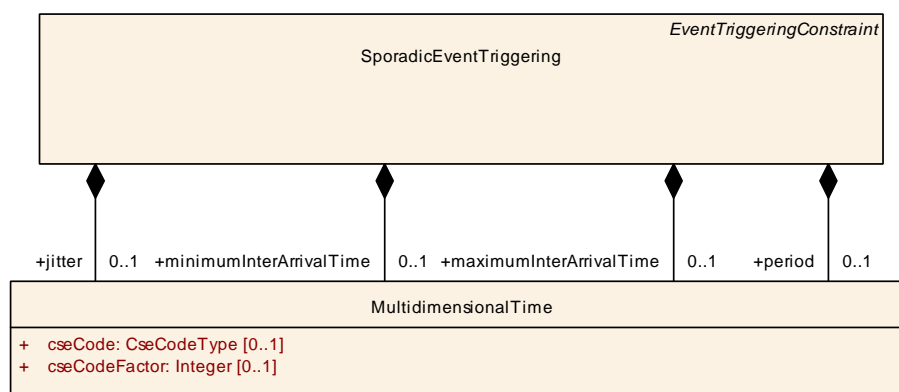 EventTriggeringConstraint
SporadicEventTriggering
+jitter 0..1 +minimumInterArrivalTime 0..1 +maximumInterArrivalTime 0..1 +period 0..1
MultidimensionalTime
+ cseCode: CseCodeType [0..1]
+ cseCodeFactor: Integer [0..1]